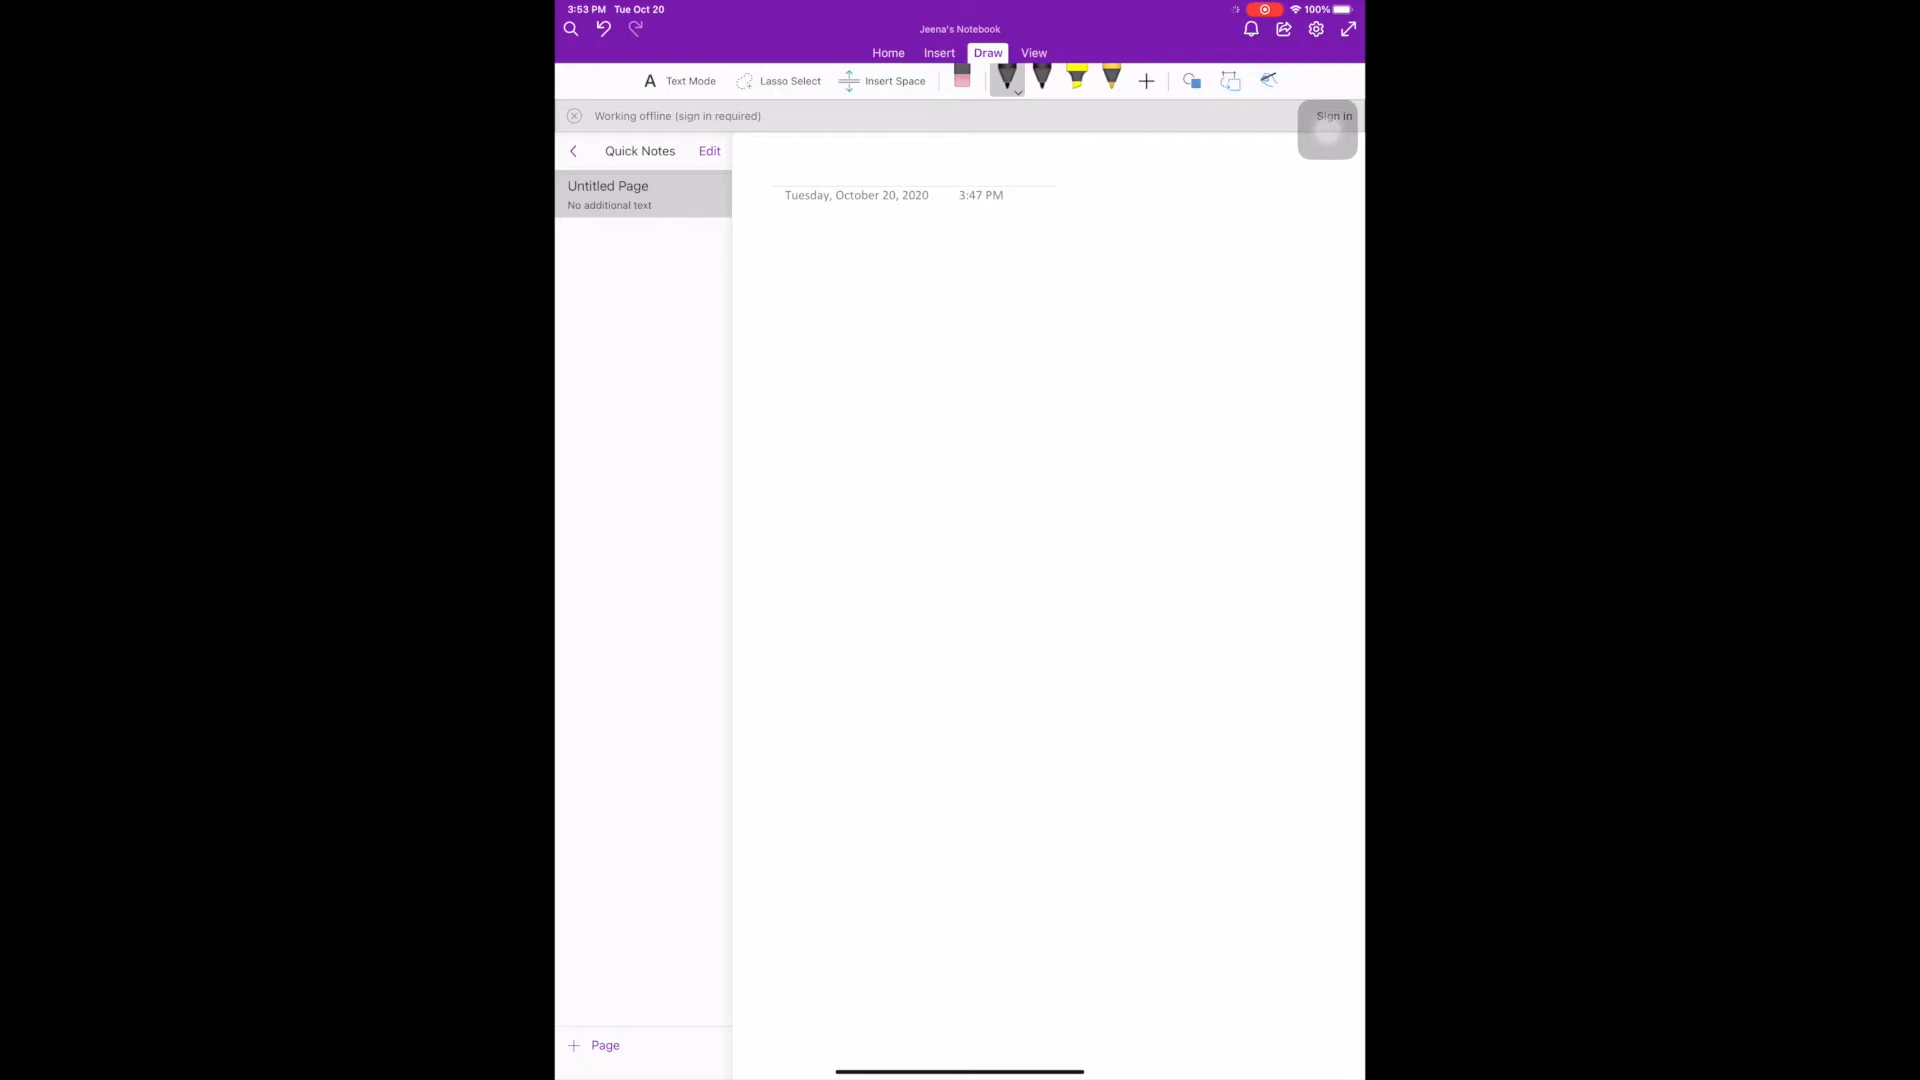 3:53 PM Tue Oct 20 100%
Jeena's Notebook
Home Insert Draw View
A Text Mode Lasso Select Insert Space
Working offline (sign in required) Sign in
Quick Notes Edit
Untitled Page
No additional text
Tuesday, October 20, 2020 3:47 PM
Page